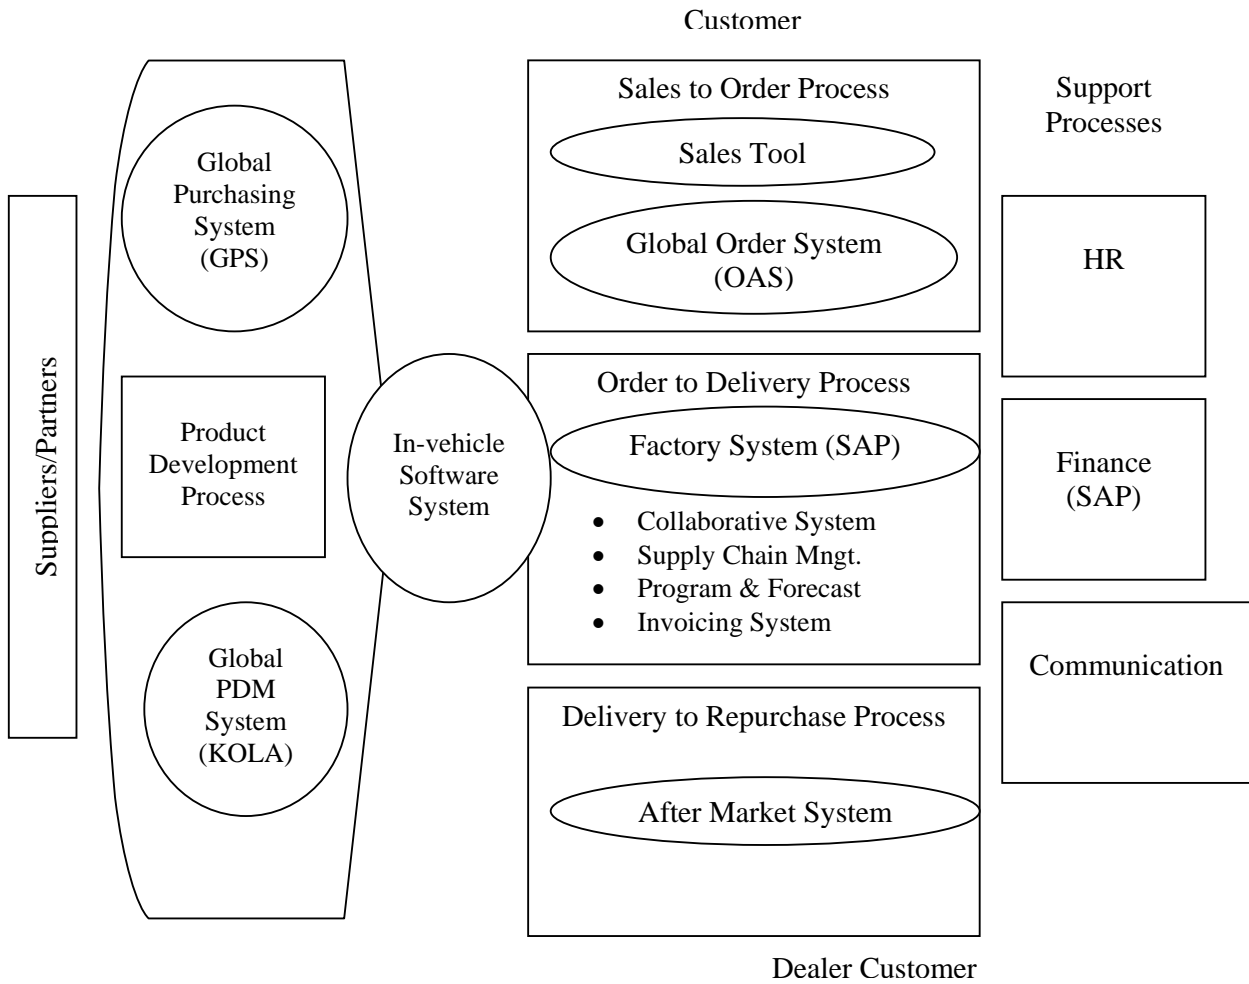 Customer
Suppliers/Partners
Global
Purchasing
System
(GPS)
Product
Development
Process
Global
PDM
System
(KOLA)
In-vehicle
Software
System
Sales to Order Process
Sales Tool
Global Order System
(OAS)
Order to Delivery Process
Factory System (SAP)
• Collaborative System
• Supply Chain Mngt.
• Program & Forecast
• Invoicing System
Delivery to Repurchase Process
After Market System
Dealer Customer
Support
Processes
HR
Finance
(SAP)
Communication